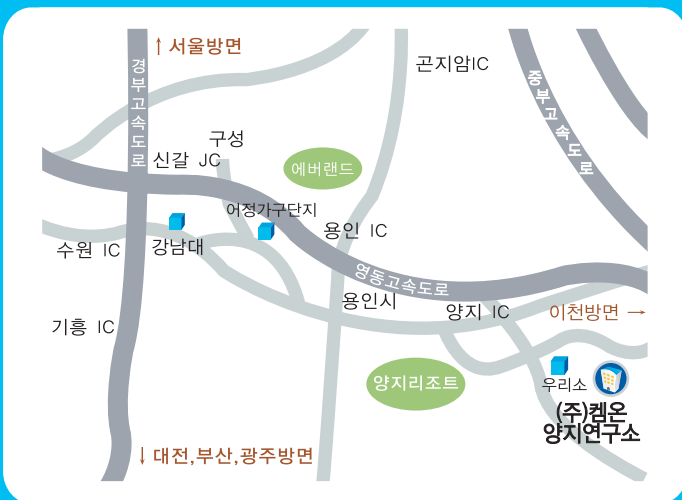 ↑ 서울방면
곤지암IC
경부고속도로
중부고속도로
구성
신갈 JC
에버랜드
어정가구단지
용인 IC
수원 IC
강남대
영동고속도로
용인시
양지 IC
이천방면 →
기흥 IC
양지리조트
우리소
(주)켐온
양지연구소
↓ 대전,부산,광주방면